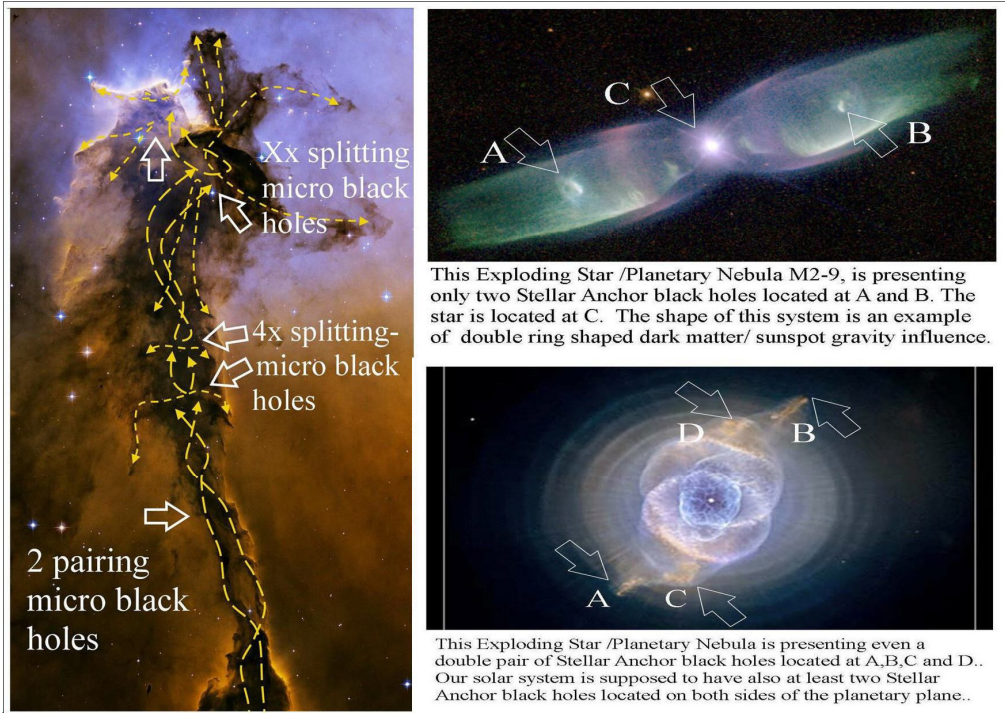 Xx splitting
micro black
holes
4x splitting-
micro black
holes
2 pairing
micro black
holes
C
A
B
This Exploding Star /Planetary Nebula M2-9, is presenting
only two Stellar Anchor black holes located at A and B. The
star is located at C. The shape of this system is an example
of double ring shaped dark matter/ sunspot gravity influence.
D
B
A
C
This Exploding Star /Planetary Nebula is presenting even a
double pair of Stellar Anchor black holes located at A,B,C and D..
Our solar system is supposed to have also at least two Stellar
Anchor black holes located on both sides of the planetary plane..